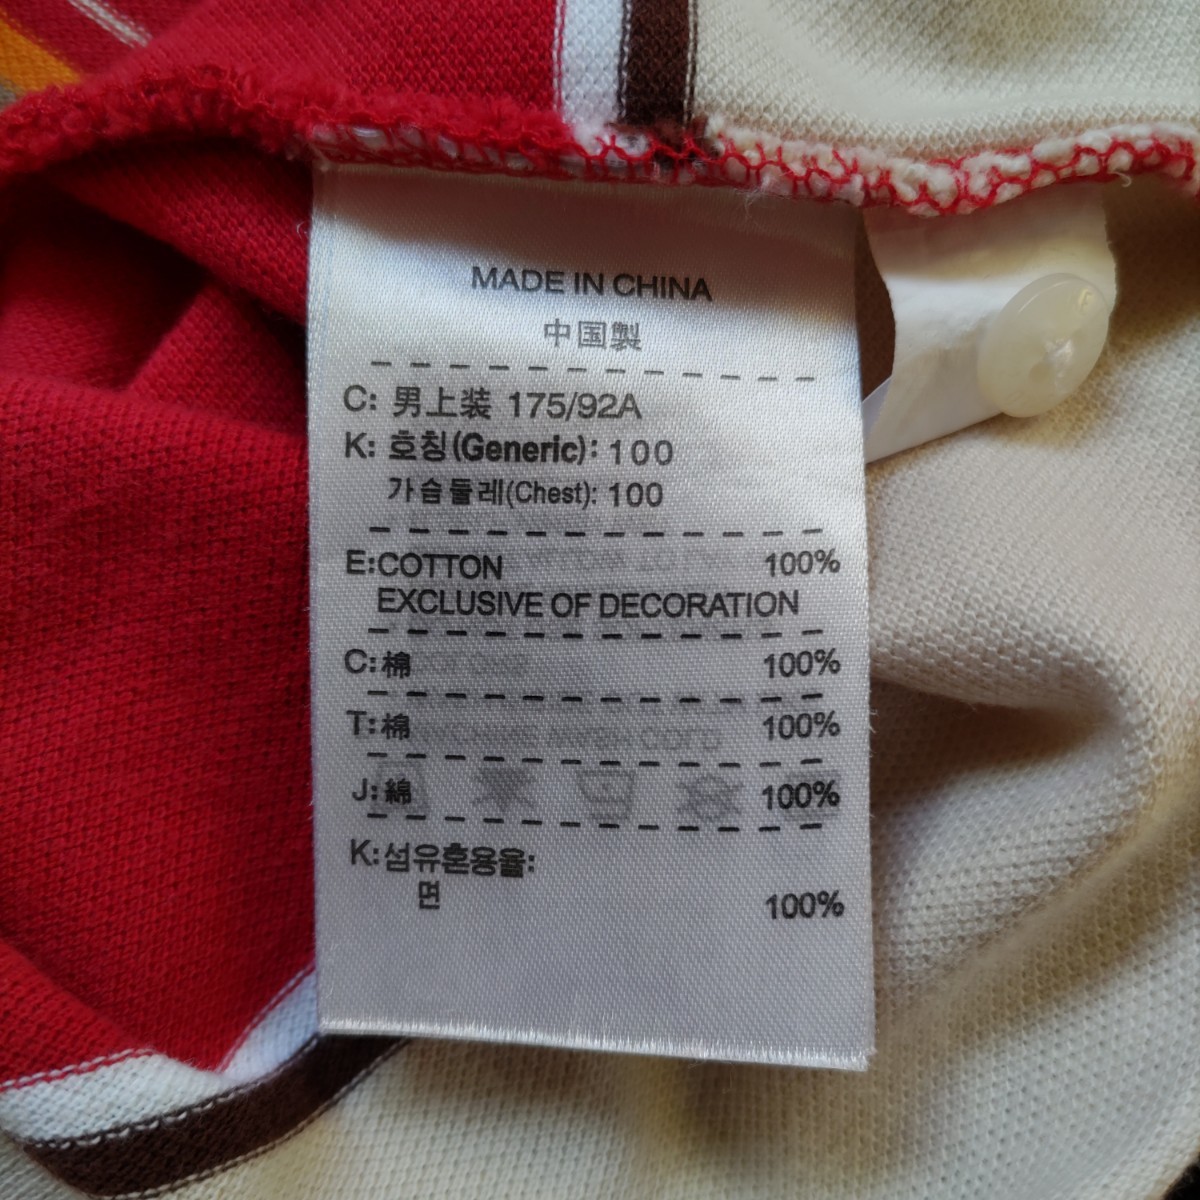 MADE IN CHINA
中国製
C: 男上装 175/92A
K: 호칭(Generic): 100
가슴둘레(Chest): 100
E:COTTON 100%
EXCLUSIVE OF DECORATION
C:棉 100%
T:棉 100%
J:綿 100%
K:섬유혼용율:
면 100%